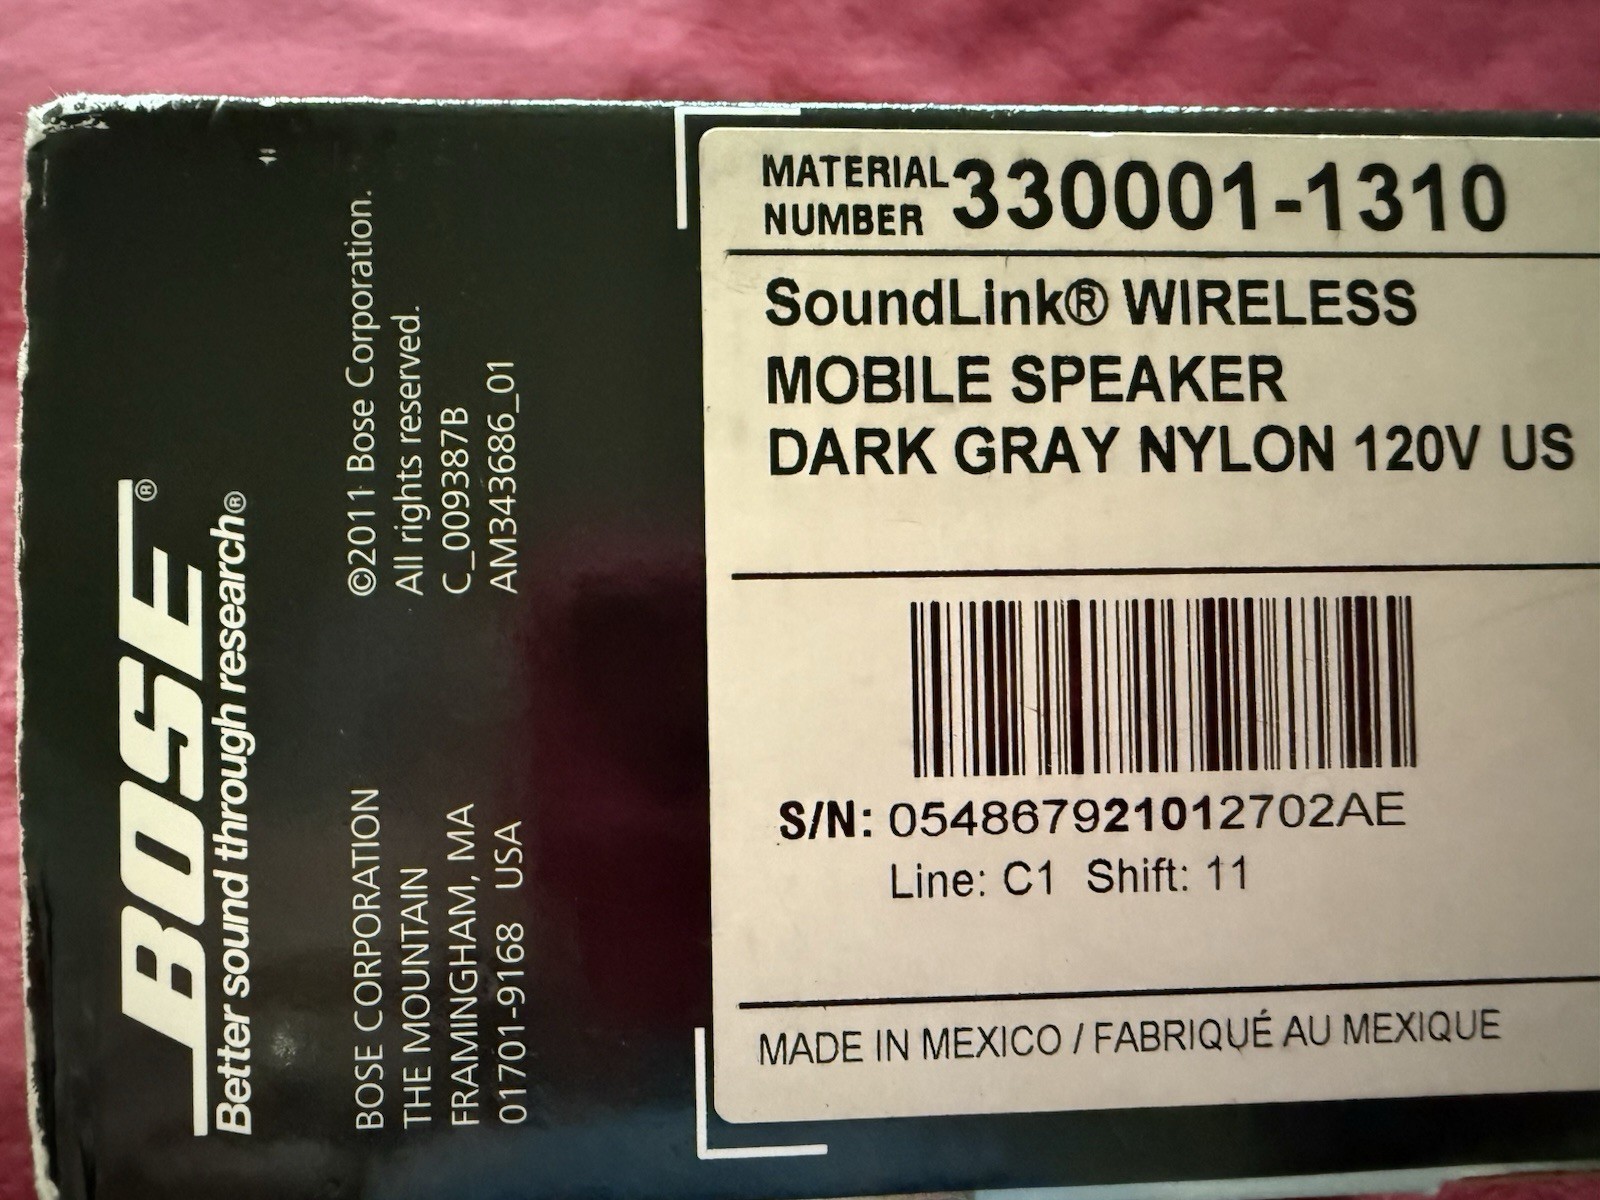 BOSE®
Better sound through research®
©2011 Bose Corporation.
All rights reserved.
C_009387B
AM343686_01
BOSE CORPORATION
THE MOUNTAIN
FRAMINGHAM, MA
01701-9168 USA
MATERIAL NUMBER 330001-1310
SoundLink® WIRELESS
MOBILE SPEAKER
DARK GRAY NYLON 120V US
S/N: 054867921012702AE
Line: C1 Shift: 11
MADE IN MEXICO / FABRIQUÉ AU MEXIQUE